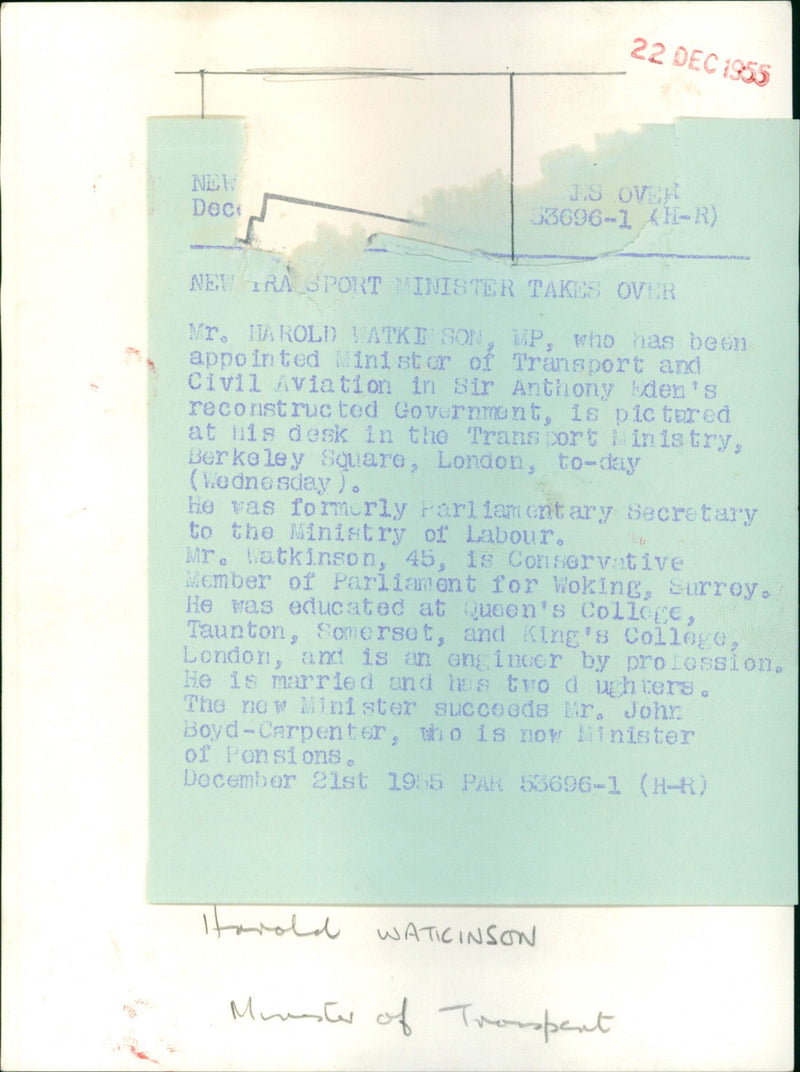 22 DEC 1955
NEW OVER
Dec 53696-1 (H-R)
NEW TRANSPORT MINISTER TAKES OVER
Mr. HAROLD WATKINSON, MP, who has been
appointed Minister of Transport and
Civil Aviation in Sir Anthony Eden's
reconstructed Government, is pictured
at his desk in the Transport Ministry,
Berkeley Square, London, to-day
(Wednesday).
He was formerly Parliamentary Secretary
to the Ministry of Labour.
Mr. Watkinson, 45, is Conservative
Member of Parliament for Woking, Surrey.
He was educated at Queen's College,
Taunton, Somerset, and King's College,
London, and is an engineer by profession.
He is married and has two daughters.
The new Minister succeeds Mr. John
Boyd-Carpenter, who is now Minister
of Pensions.
December 21st 1955 PAR 53696-1 (H-R)
Harold WATKINSON
Minister of Transport